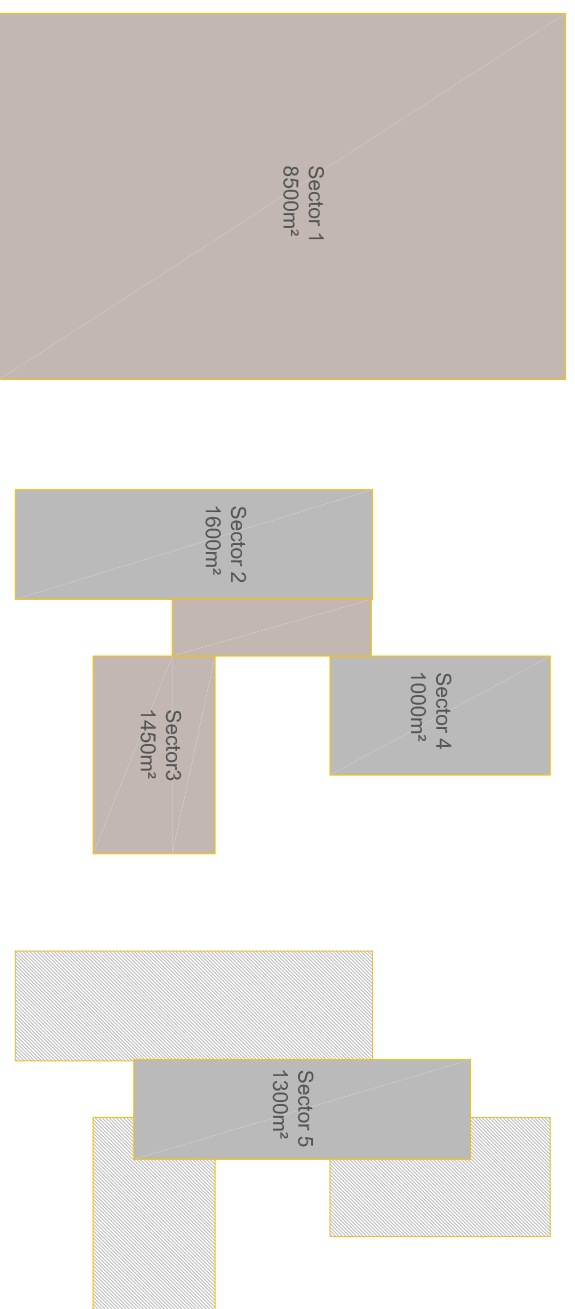 Sector 1
8500m²
Sector 2
1600m²
Sector3
1450m²
Sector 4
1000m²
Sector 5
1300m²